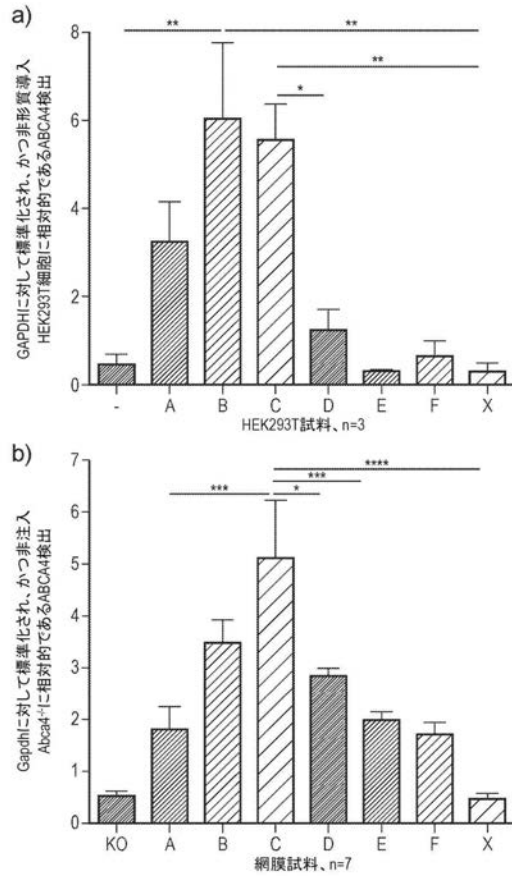 a)
GAPDHに対して標準化され、かつ非形質導入
HEK293T細胞に相対的であるABCA4検出
8
6
4
2
0
**
**
**
*
- A B C D E F X
HEK293T試料、n=3
b)
Gapdhに対して標準化され、かつ非注入
Abca4-/-に相対的であるABCA4検出
7
6
5
4
3
2
1
0
****
***
*** *
KO A B C D E F X
網膜試料、n=7